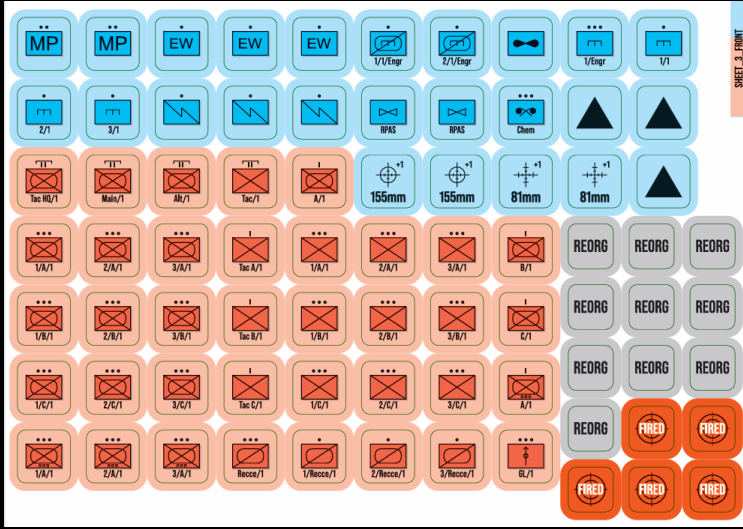 SHEET_3_FRONT
MP MP EW EW EW 1/1/Engr 2/1/Engr 1/Engr 1/1
2/1 3/1 RPAS RPAS Chem
Tac HQ/1 Main/1 Alt/1 Tac/1 A/1 +1 155mm +1 155mm +1 81mm +1 81mm
1/A/1 2/A/1 3/A/1 Tac A/1 1/A/1 2/A/1 3/A/1 B/1 REORG REORG REORG
1/B/1 2/B/1 3/B/1 Tac B/1 1/B/1 2/B/1 3/B/1 C/1 REORG REORG REORG
1/C/1 2/C/1 3/C/1 Tac C/1 1/C/1 2/C/1 3/C/1 A/1 REORG REORG REORG
1/A/1 2/A/1 3/A/1 Recce/1 1/Recce/1 2/Recce/1 3/Recce/1 GL/1 REORG FIRED FIRED
FIRED FIRED FIRED